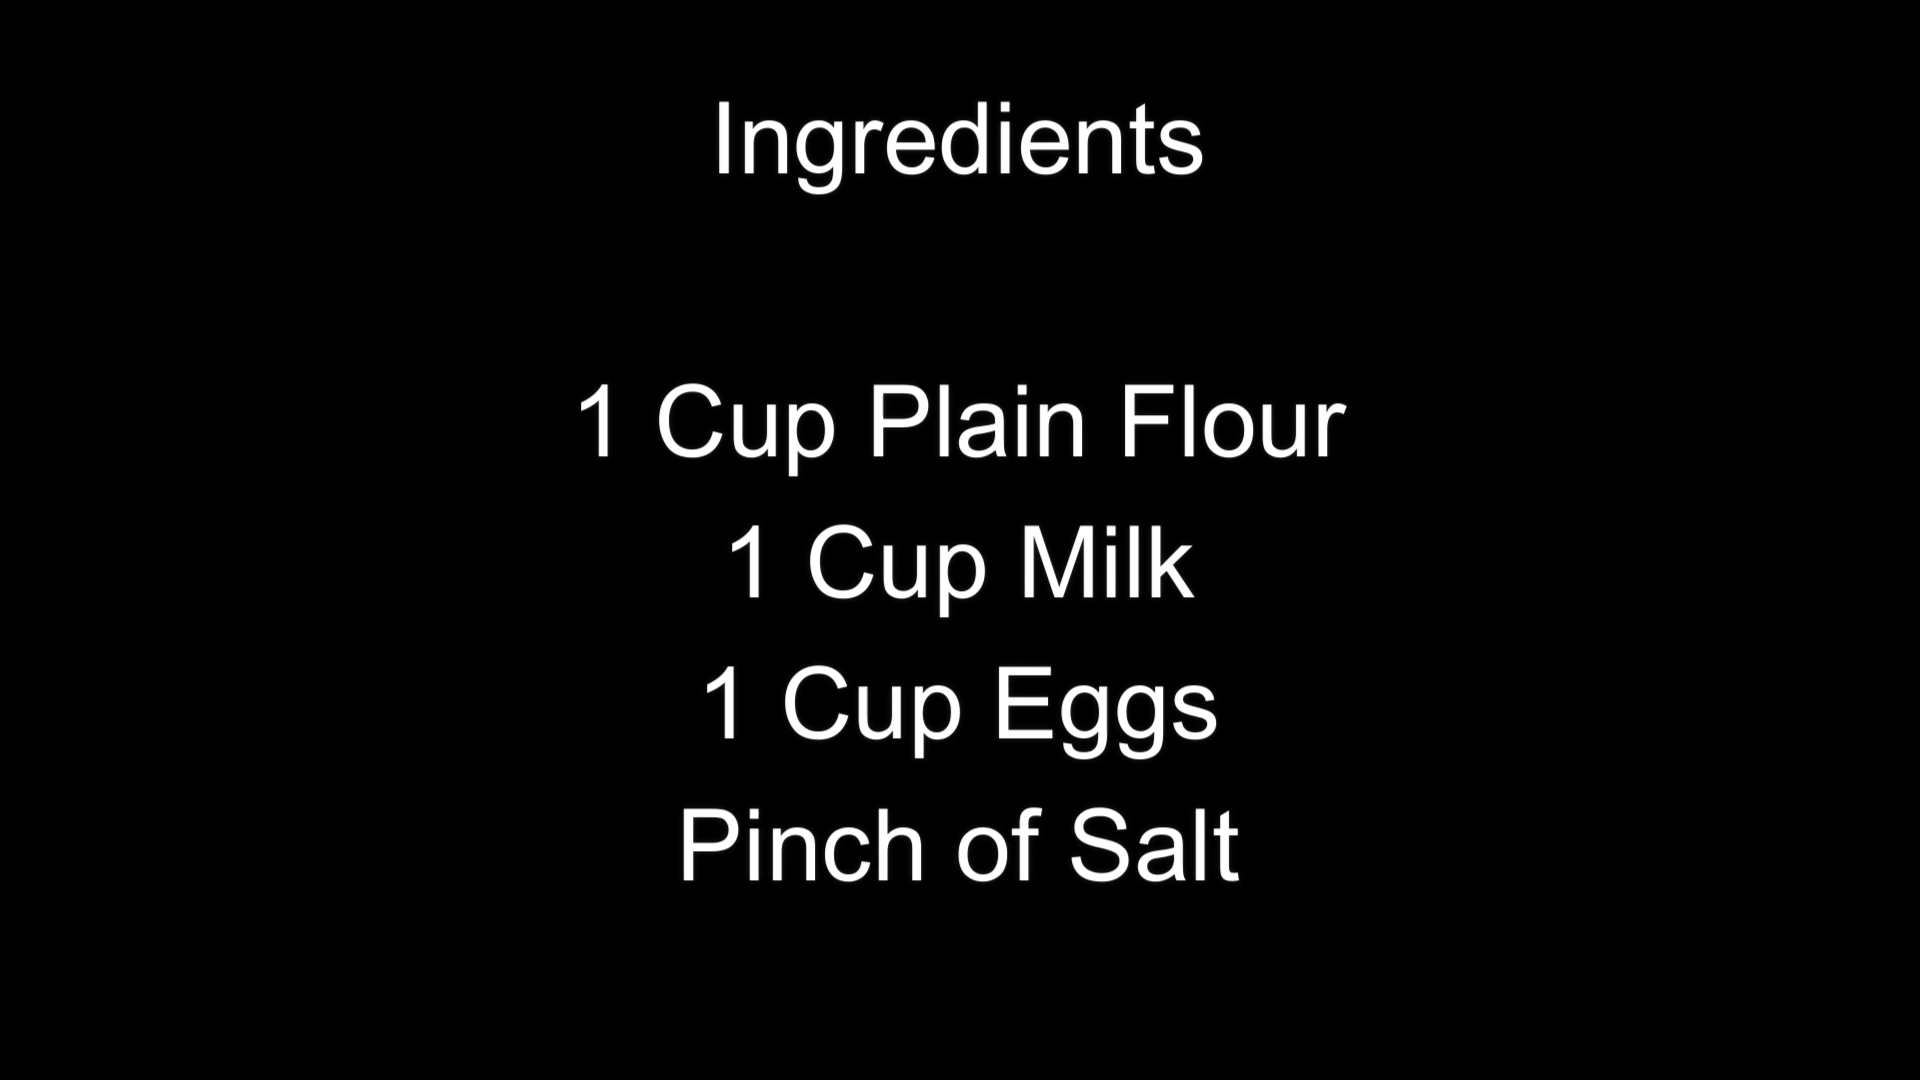 Ingredients
1 Cup Plain Flour
1 Cup Milk
1 Cup Eggs
Pinch of Salt